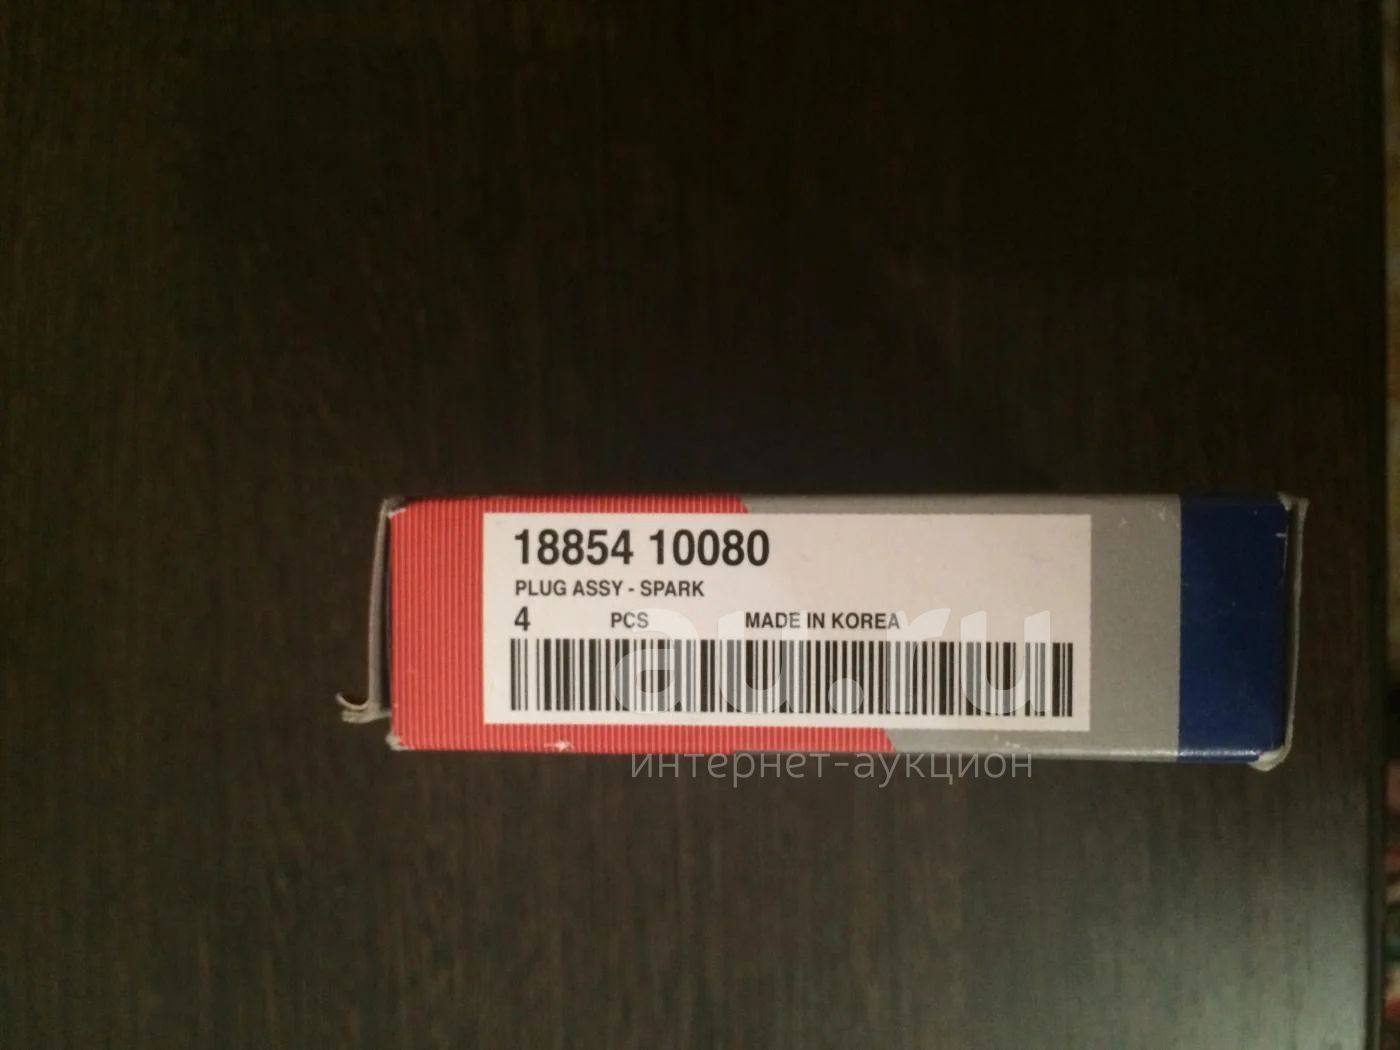 18854 10080
PLUG ASSY - SPARK
4 PCS MADE IN KOREA
au.ru
интернет-аукцион